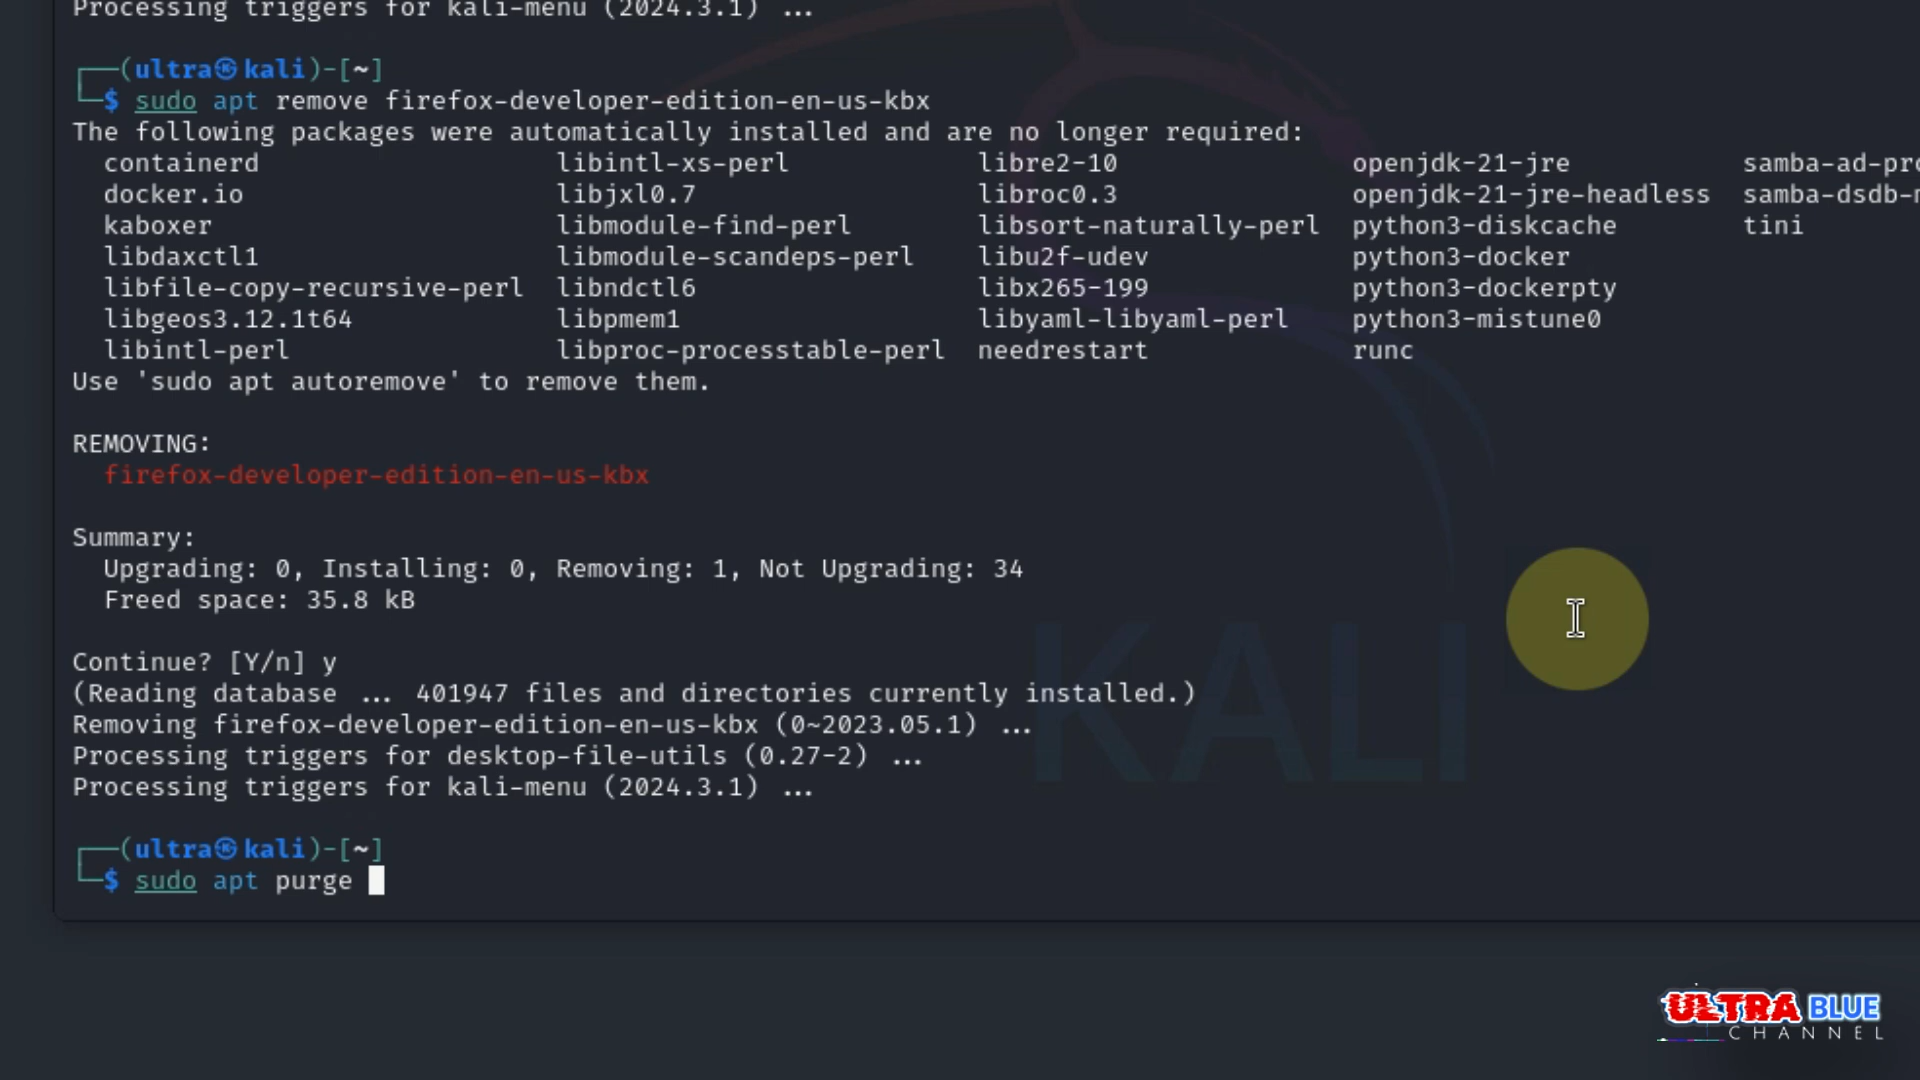 Processing triggers for kali-menu (2024.3.1) ...
┌──(ultra㉿kali)-[~]
└─$ sudo apt remove firefox-developer-edition-en-us-kbx
The following packages were automatically installed and are no longer required:
containerd libintl-xs-perl libre2-10 openjdk-21-jre samba-ad-pro
docker.io libjxl0.7 libroc0.3 openjdk-21-jre-headless samba-dsdb-m
kaboxer libmodule-find-perl libsort-naturally-perl python3-diskcache tini
libdaxctl1 libmodule-scandeps-perl libu2f-udev python3-docker
libfile-copy-recursive-perl libndctl6 libx265-199 python3-dockerpty
libgeos3.12.1t64 libpmem1 libyaml-libyaml-perl python3-mistune0
libintl-perl libproc-processtable-perl needrestart runc
Use 'sudo apt autoremove' to remove them.
REMOVING:
firefox-developer-edition-en-us-kbx
Summary:
Upgrading: 0, Installing: 0, Removing: 1, Not Upgrading: 34
Freed space: 35.8 kB
Continue? [Y/n] y
(Reading database ... 401947 files and directories currently installed.)
Removing firefox-developer-edition-en-us-kbx (0~2023.05.1) ...
Processing triggers for desktop-file-utils (0.27-2) ...
Processing triggers for kali-menu (2024.3.1) ...
┌──(ultra㉿kali)-[~]
└─$ sudo apt purge
KALI
ULTRA BLUE
CHANNEL